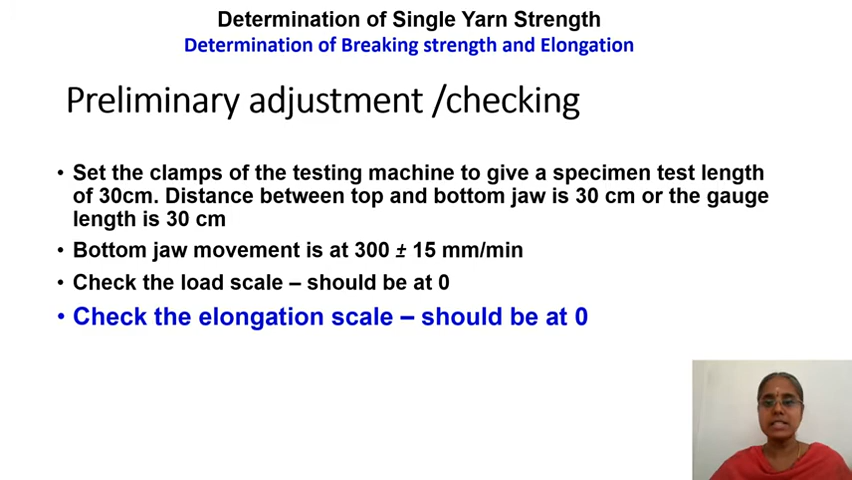 Determination of Single Yarn Strength
Determination of Breaking strength and Elongation
Preliminary adjustment /checking
• Set the clamps of the testing machine to give a specimen test length
of 30cm. Distance between top and bottom jaw is 30 cm or the gauge
length is 30 cm
• Bottom jaw movement is at 300 ± 15 mm/min
• Check the load scale – should be at 0
• Check the elongation scale – should be at 0